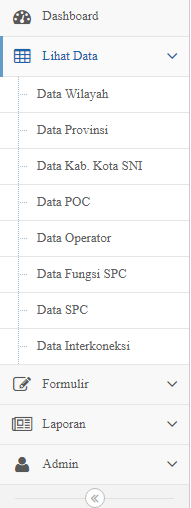 Dashboard
Lihat Data
Data Wilayah
Data Provinsi
Data Kab. Kota SNI
Data POC
Data Operator
Data Fungsi SPC
Data SPC
Data Interkoneksi
Formulir
Laporan
Admin